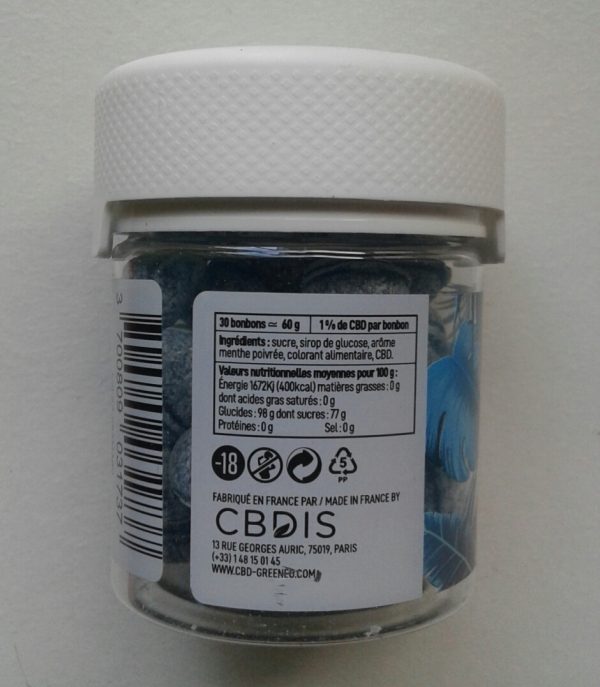 3 700809 031737
30 bonbons ≃ 60 g | 1% de CBD par bonbon
Ingrédients : sucre, sirop de glucose, arôme
menthe poivrée, colorant alimentaire, CBD.
Valeurs nutritionnelles moyennes pour 100 g :
Énergie 1672Kj (400kcal) matières grasses : 0 g
dont acides gras saturés : 0 g
Glucides : 98 g dont sucres : 77 g
Protéines : 0 g Sel : 0 g
-18
5
PP
FABRIQUÉ EN FRANCE PAR / MADE IN FRANCE BY
CBDIS
13 RUE GEORGES AURIC, 75019, PARIS
(+33) 1 48 15 01 45
WWW.CBD-GREENEO.COM